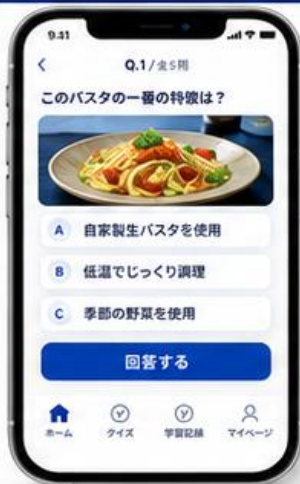 9:41
Q.1/全5問
このパスタの一番の特徴は？
A 自家製生パスタを使用
B 低温でじっくり調理
C 季節の野菜を使用
回答する
ホーム クイズ 学習記録 マイページ